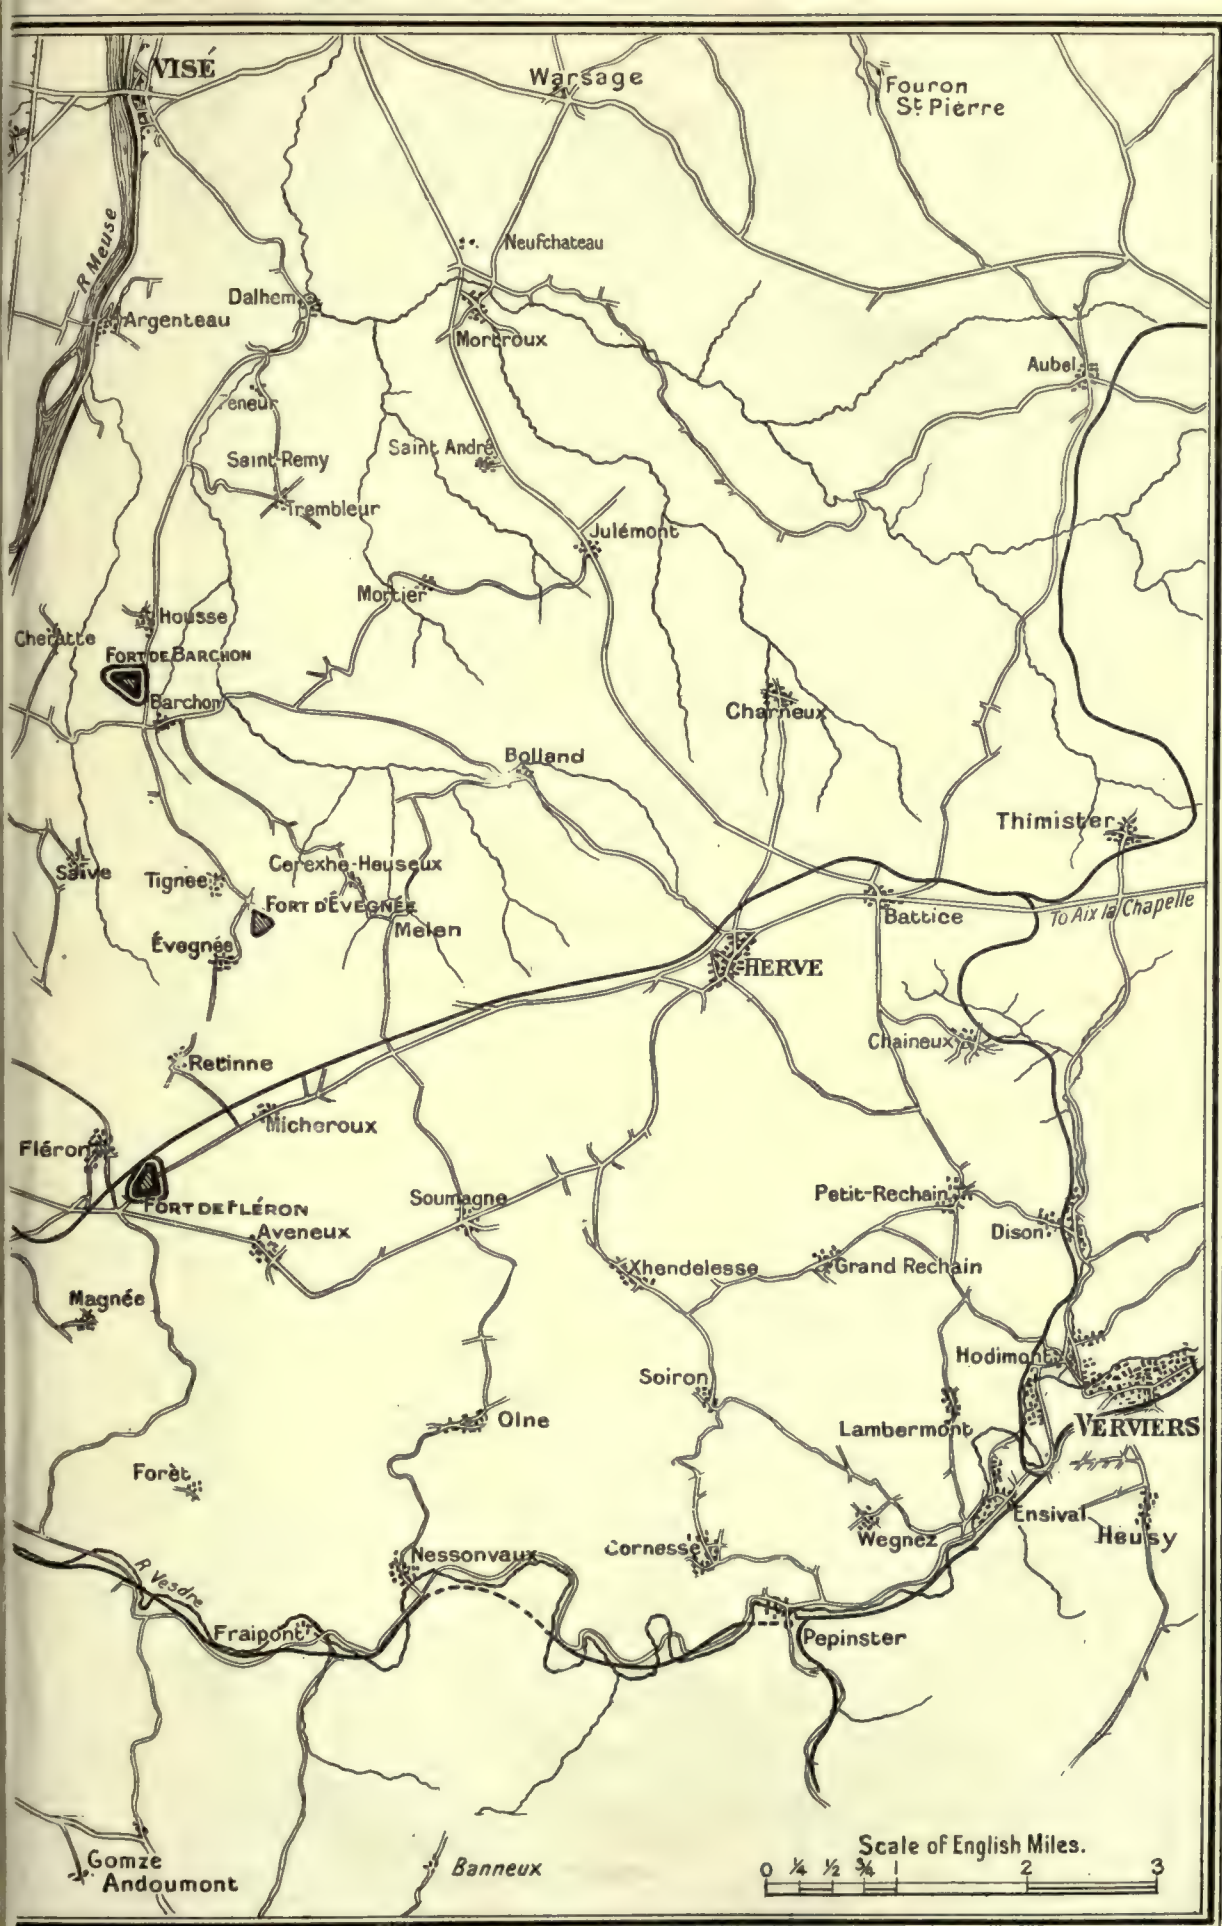 VISÉ
Warsage
Fouron
St. Pierre
R Meuse
Neufchateau
Dalhem
Argenteau
Mortroux
Aubel
Feneur
Saint André
Saint-Remy
Trembleur
Julémont
Mortier
Housse
Cheratte
FORT DE BARCHON
Barchon
Charneux
Bolland
Thimister
Saive
Cerexhe-Heuseux
Tignée
FORT D'ÉVEGNÉE
Melen
Battice
To Aix la Chapelle
Évegnée
HERVE
Chaineux
Retinne
Micheroux
Fléron
FORT DE FLÉRON
Soumagne
Petit-Rechain
Dison
Aveneux
Xhendelesse
Grand Rechain
Magnée
Hodimont
Soiron
Olne
Lambermont
VERVIERS
Forêt
Ensival
Heusy
Wegnez
Cornesse
Nessonvaux
R Vesdre
Fraipont
Pepinster
Scale of English Miles.
0 ¼ ½ ¾ 1 2 3
Gomze
Andoumont
Banneux